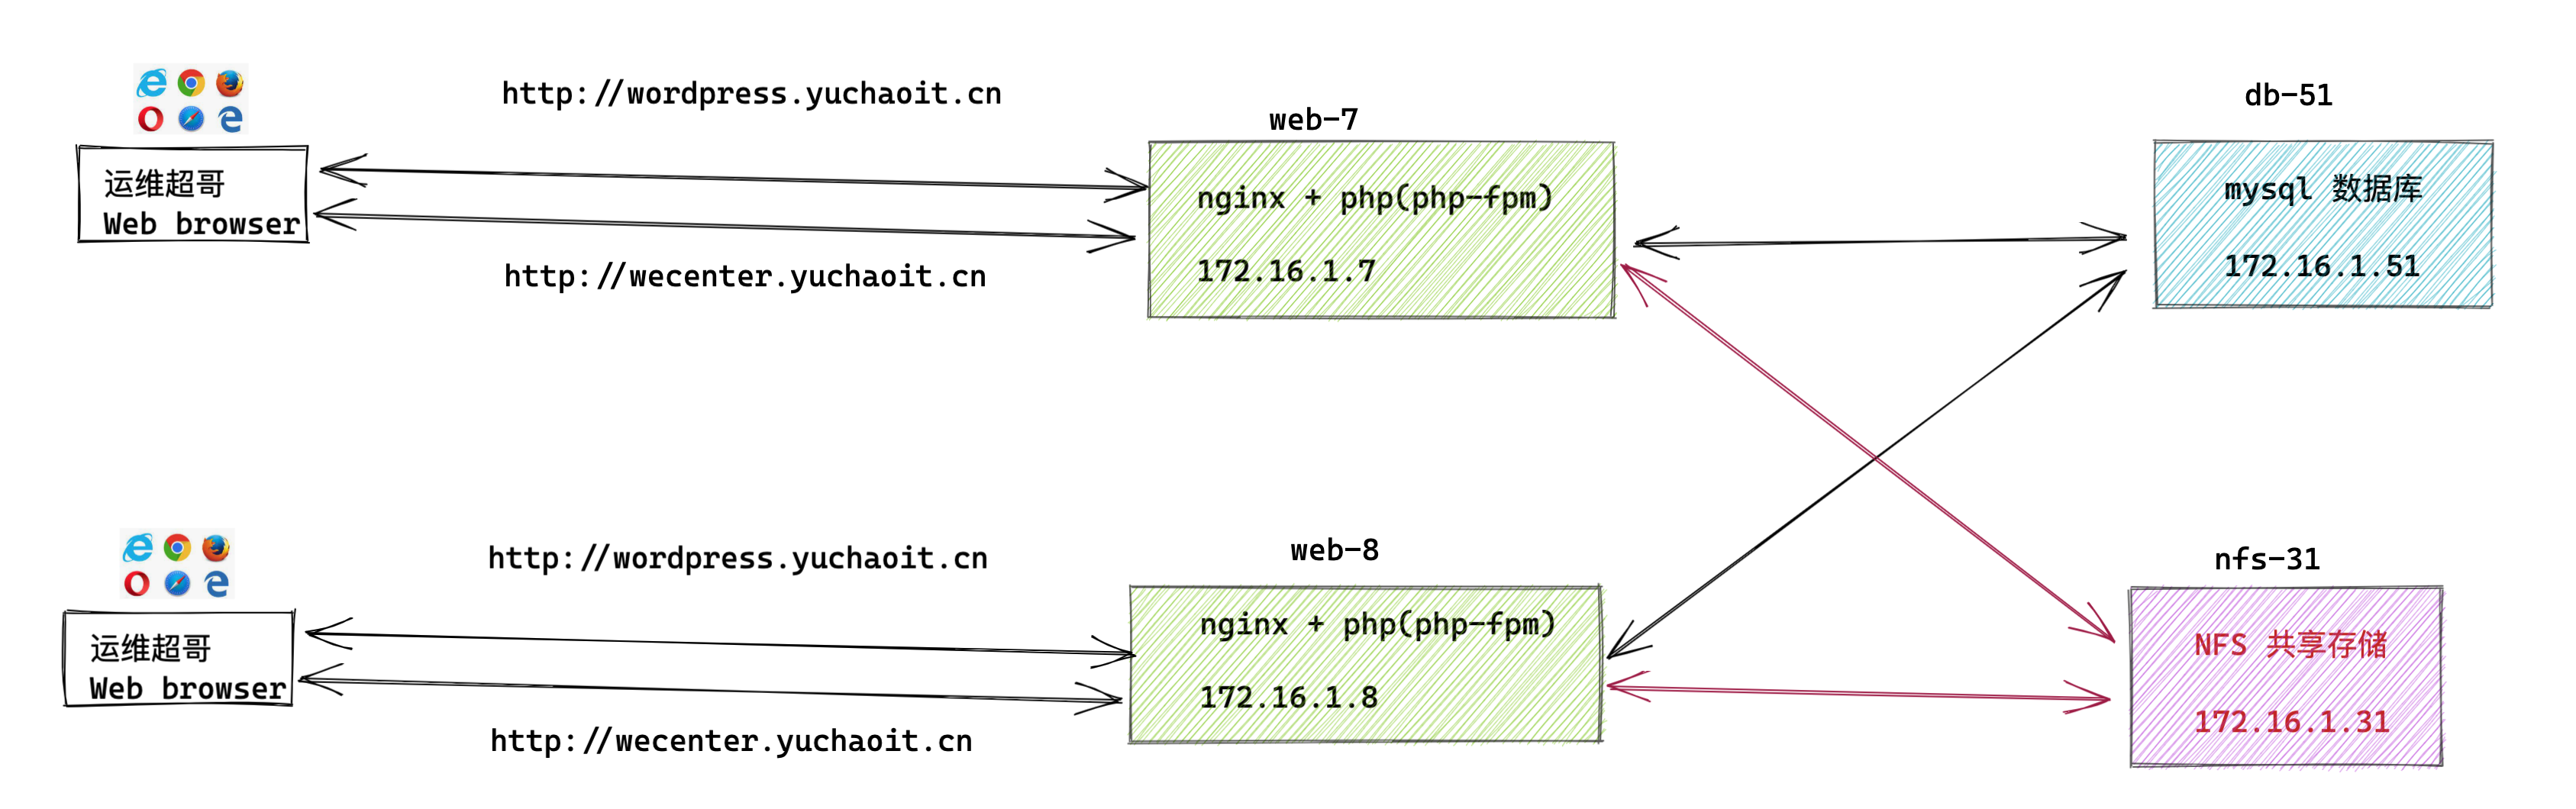 http://wordpress.yuchaoit.cn
运维超哥
Web browser
http://wecenter.yuchaoit.cn
web-7
nginx + php(php-fpm)
172.16.1.7
db-51
mysql 数据库
172.16.1.51
http://wordpress.yuchaoit.cn
运维超哥
Web browser
http://wecenter.yuchaoit.cn
web-8
nginx + php(php-fpm)
172.16.1.8
nfs-31
NFS 共享存储
172.16.1.31